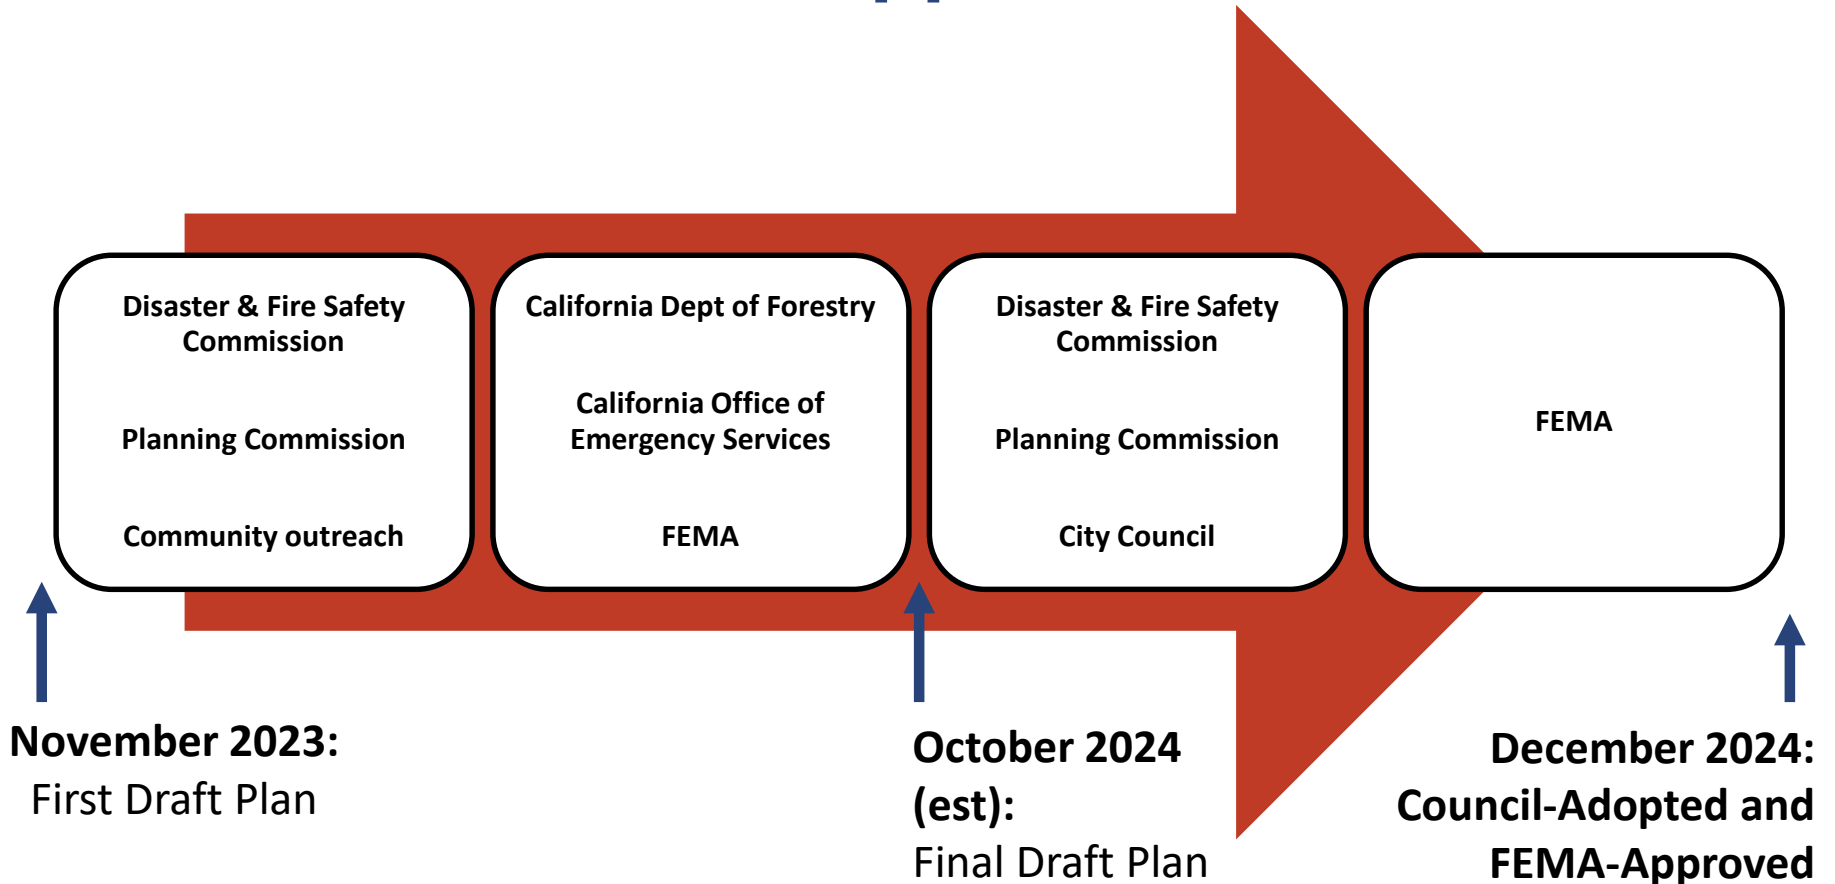 Disaster & Fire Safety
Commission
Planning Commission
Community outreach
California Dept of Forestry
California Office of
Emergency Services
FEMA
Disaster & Fire Safety
Commission
Planning Commission
City Council
FEMA
November 2023:
First Draft Plan
October 2024
(est):
Final Draft Plan
December 2024:
Council-Adopted and
FEMA-Approved